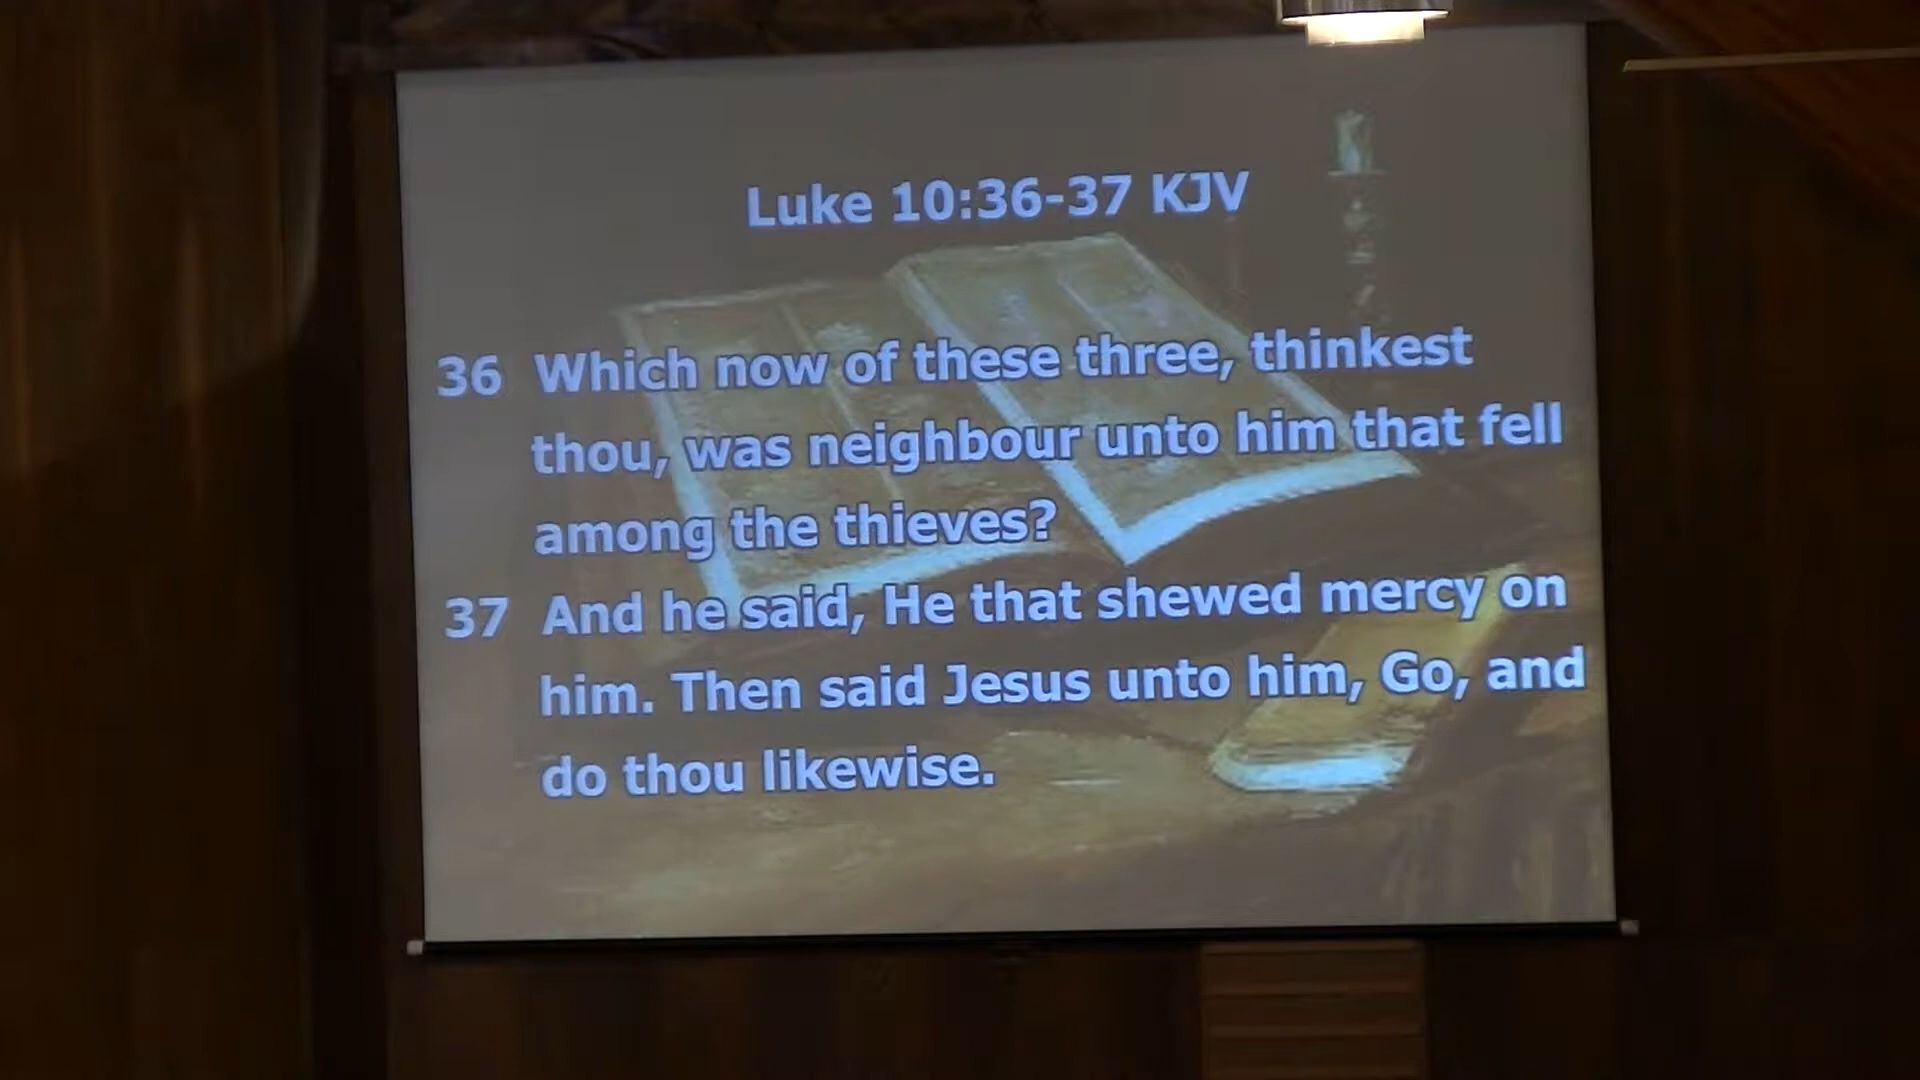 Luke 10:36-37 KJV
36 Which now of these three, thinkest
thou, was neighbour unto him that fell
among the thieves?
37 And he said, He that shewed mercy on
him. Then said Jesus unto him, Go, and
do thou likewise.